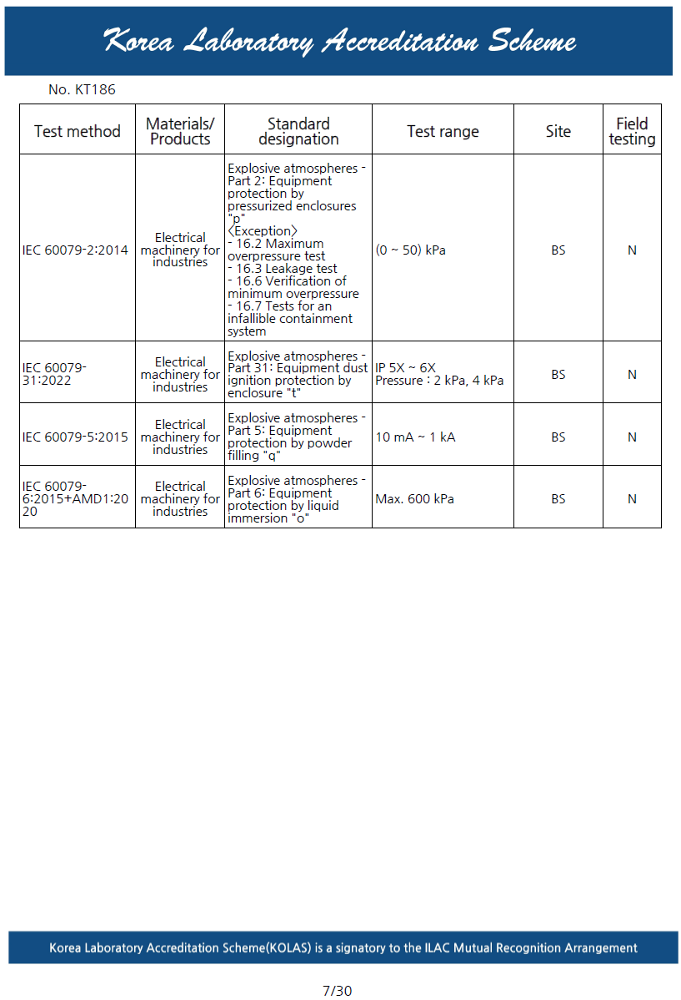 Korea Laboratory Accreditation Scheme
No. KT186
Test method
Materials/
Products
Standard
designation
Test range
Site
Field
testing
IEC 60079-2:2014
Electrical
machinery for
industries
Explosive atmospheres -
Part 2: Equipment
protection by
pressurized enclosures
"p"
〈Exception〉
- 16.2 Maximum
overpressure test
- 16.3 Leakage test
- 16.6 Verification of
minimum overpressure
- 16.7 Tests for an
infallible containment
system
(0 ~ 50) kPa
BS
N
IEC 60079-
31:2022
Electrical
machinery for
industries
Explosive atmospheres -
Part 31: Equipment dust
ignition protection by
enclosure "t"
IP 5X ~ 6X
Pressure : 2 kPa, 4 kPa
BS
N
IEC 60079-5:2015
Electrical
machinery for
industries
Explosive atmospheres -
Part 5: Equipment
protection by powder
filling "q"
10 mA ~ 1 kA
BS
N
IEC 60079-
6:2015+AMD1:20
20
Electrical
machinery for
industries
Explosive atmospheres -
Part 6: Equipment
protection by liquid
immersion "o"
Max. 600 kPa
BS
N
Korea Laboratory Accreditation Scheme(KOLAS) is a signatory to the ILAC Mutual Recognition Arrangement
7/30